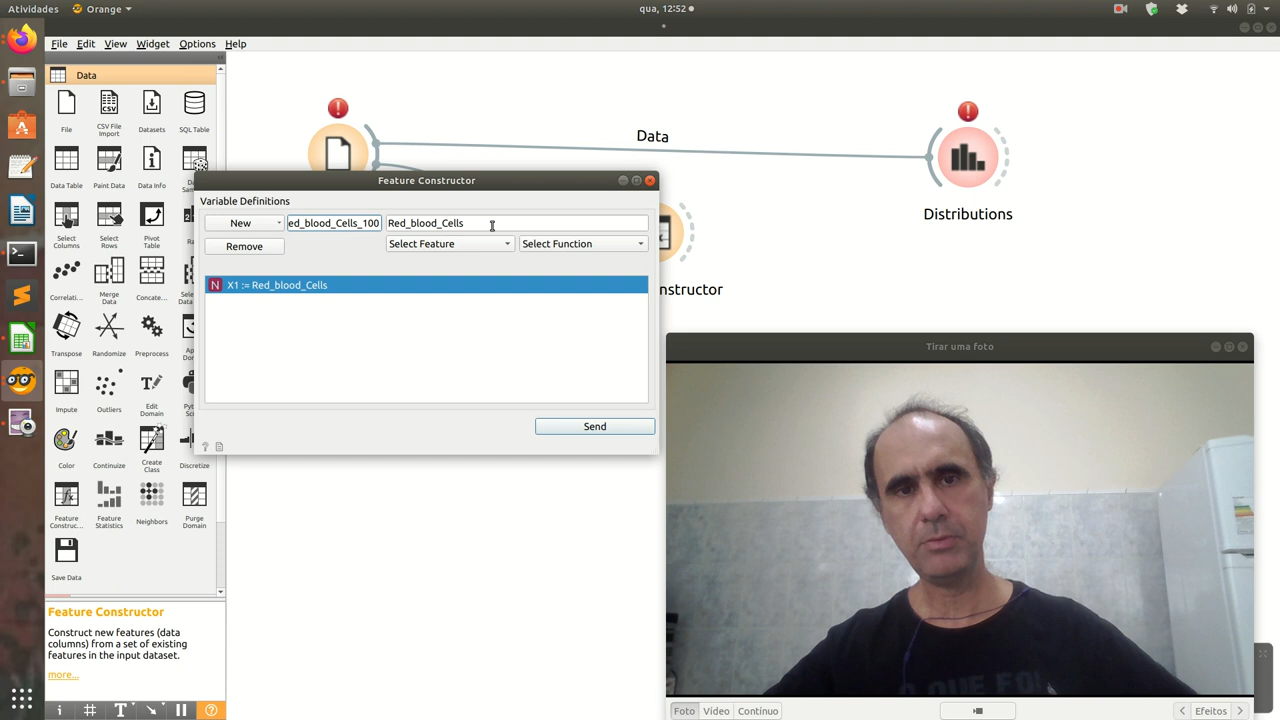 Atividades
Orange
qua, 12:52
File Edit View Widget Options Help
Data
File
CSV File Import
Datasets
SQL Table
Data Table
Paint Data
Data Info
Select Columns
Select Rows
Pivot Table
Correlati...
Merge Data
Concate...
Transpose
Randomize
Preprocess
Impute
Outliers
Edit Domain
Color
Continuize
Create Class
Discretize
Feature Construc...
Feature Statistics
Neighbors
Purge Domain
Save Data
Feature Constructor
Construct new features (data
columns) from a set of existing
features in the input dataset.
more...
Data
Distributions
nstructor
Feature Constructor
Variable Definitions
New
ed_blood_Cells_100
Red_blood_Cells
Remove
Select Feature
Select Function
N X1 := Red_blood_Cells
Send
Tirar uma foto
Foto Vídeo Contínuo
Efeitos